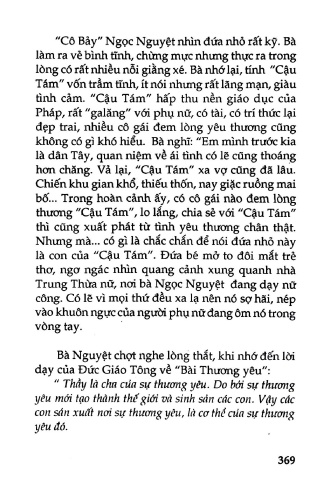 “Cô Bảy” Ngọc Nguyệt nhìn đứa nhỏ rất kỹ. Bà
làm ra vẻ bình tĩnh, chừng mực nhưng thực ra trong
lòng có rất nhiều nỗi giằng xé. Bà nhớ lại, tính “Cậu
Tám” vốn trầm tĩnh, ít nói nhưng rất lãng mạn, giàu
tình cảm. “Cậu Tám” hấp thu nền giáo dục của
Pháp, rất "galăng" với phụ nữ, có tài, có trí thức lại
đẹp trai, nhiều cô gái đem lòng yêu thương cũng
không có gì khó hiểu. Bà nghĩ: “Em mình trước kia
là dân Tây, quan niệm về ái tình có lẽ cũng thoáng
hơn chăng. Vả lại, “Cậu Tám” xa vợ cũng đã lâu.
Chiến khu gian khổ, thiếu thốn, nay giặc ruồng mai
bố... Trong hoàn cảnh ấy, có cô gái nào đem lòng
thương “Cậu Tám”, lo lắng, chia sẻ với “Cậu Tám”
thì cũng xuất phát từ tình yêu thương chân thật.
Nhưng mà... có gì là chắc chắn để nói đứa nhỏ này
là con của “Cậu Tám”. Đứa bé mở to đôi mắt trẻ
thơ, ngơ ngác nhìn quang cảnh xung quanh nhà
Trung Thừa nữ, nơi bà Ngọc Nguyệt đang dạy nữ
công. Có lẽ vì mọi thứ đều xa lạ nên nó sợ hãi, nép
vào khuôn ngực của người phụ nữ đang ôm nó trong
vòng tay.
Bà Nguyệt chợt nghe lòng thắt, khi nhớ đến lời
dạy của Đức Giáo Tông về “Bài Thương yêu”:
“ Thầy là cha của sự thương yêu. Do bởi sự thương
yêu mới tạo thành thế giới và sinh sản các con. Vậy các
con sản xuất nơi sự thương yêu, là cơ thể của sự thương
yêu đó.
369